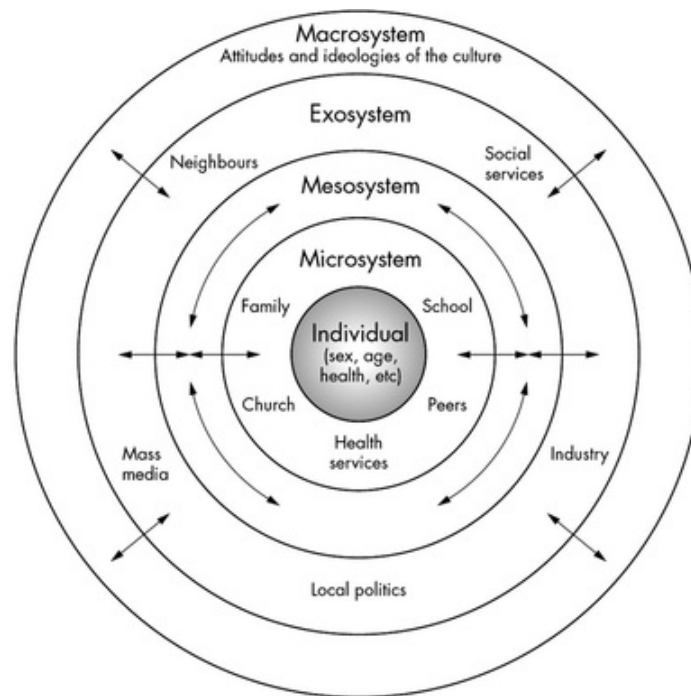 Macrosystem
Attitudes and ideologies of the culture
Exosystem
Neighbours
Social
services
Mesosystem
Microsystem
Family
School
Individual
(sex, age,
health, etc)
Church
Peers
Health
services
Mass
media
Industry
Local politics